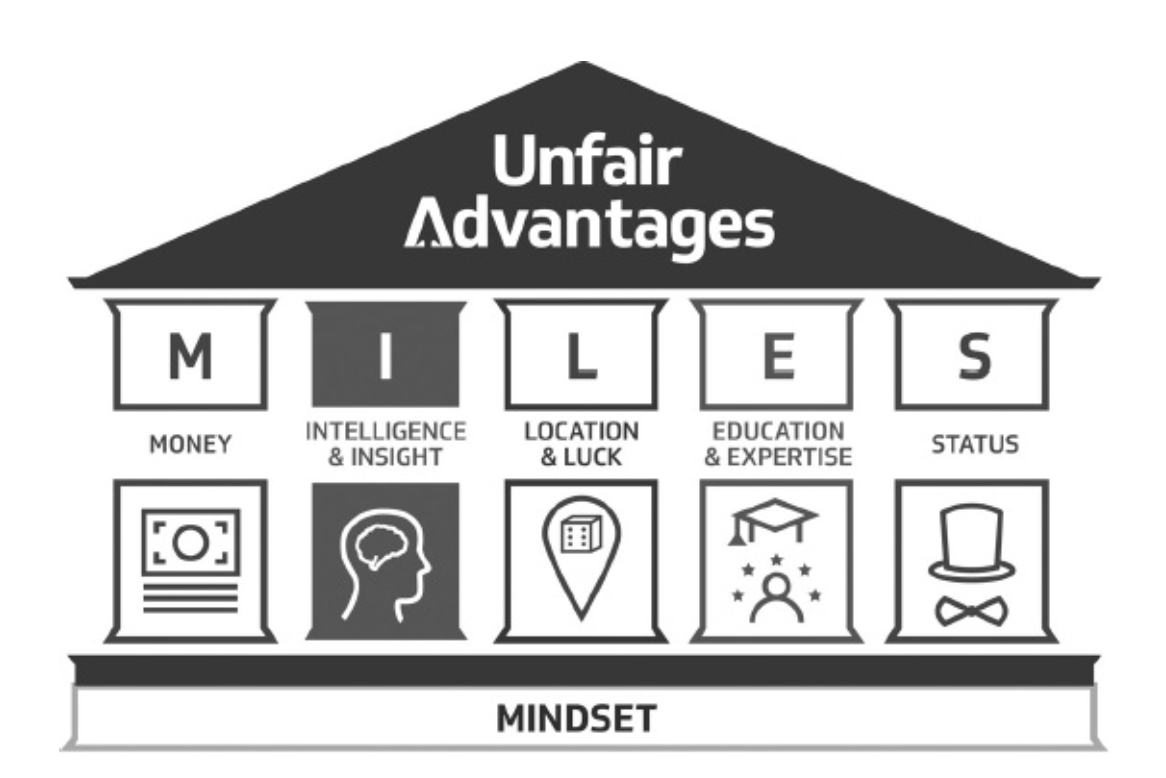 Unfair
Advantages
M I L E S
MONEY
INTELLIGENCE
& INSIGHT
LOCATION
& LUCK
EDUCATION
& EXPERTISE
STATUS
MINDSET